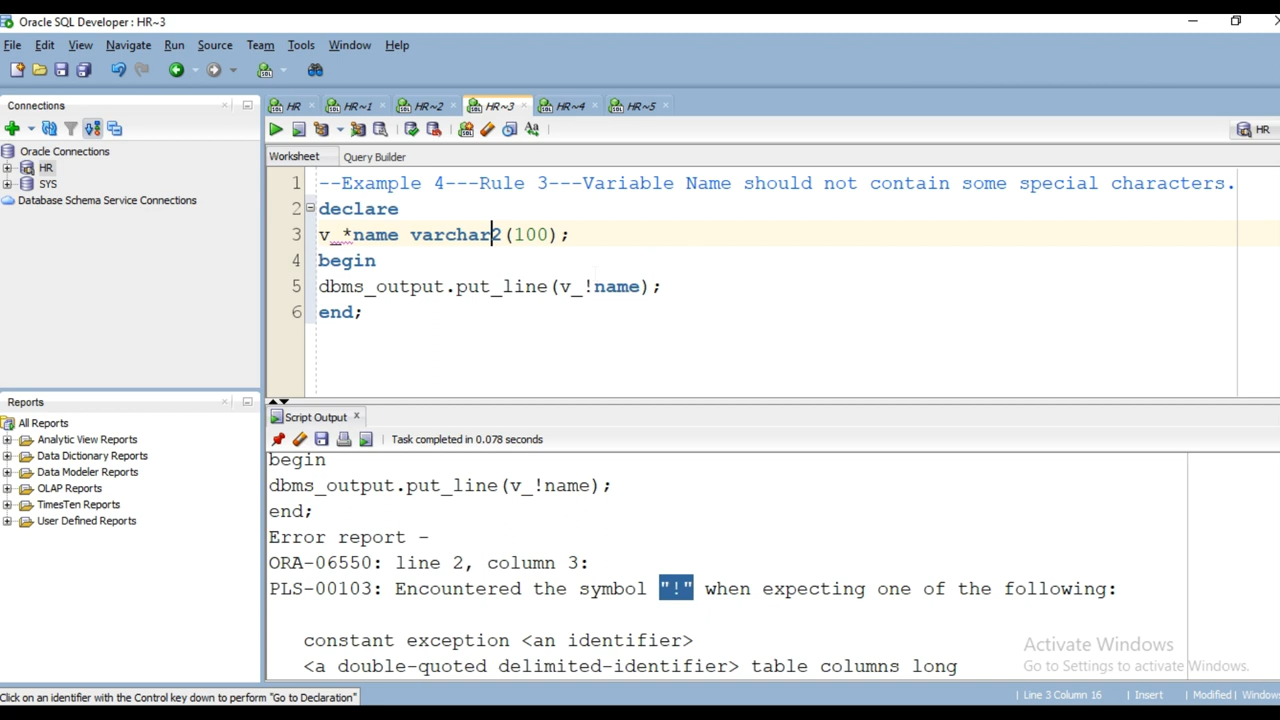 Oracle SQL Developer : HR~3
File Edit View Navigate Run Source Team Tools Window Help
Connections
Oracle Connections
HR
SYS
Database Schema Service Connections
Reports
All Reports
Analytic View Reports
Data Dictionary Reports
Data Modeler Reports
OLAP Reports
TimesTen Reports
User Defined Reports
HR HR~1 HR~2 HR~3 HR~4 HR~5
HR
Worksheet Query Builder
1 --Example 4---Rule 3---Variable Name should not contain some special characters.
2 declare
3 v_*name varchar2(100);
4 begin
5 dbms_output.put_line(v_!name);
6 end;
Script Output
Task completed in 0.078 seconds
begin
dbms_output.put_line(v_!name);
end;
Error report -
ORA-06550: line 2, column 3:
PLS-00103: Encountered the symbol "!" when expecting one of the following:
constant exception <an identifier>
<a double-quoted delimited-identifier> table columns long
Activate Windows
Go to Settings to activate Windows.
Click on an identifier with the Control key down to perform "Go to Declaration"
Line 3 Column 16 Insert Modified Window